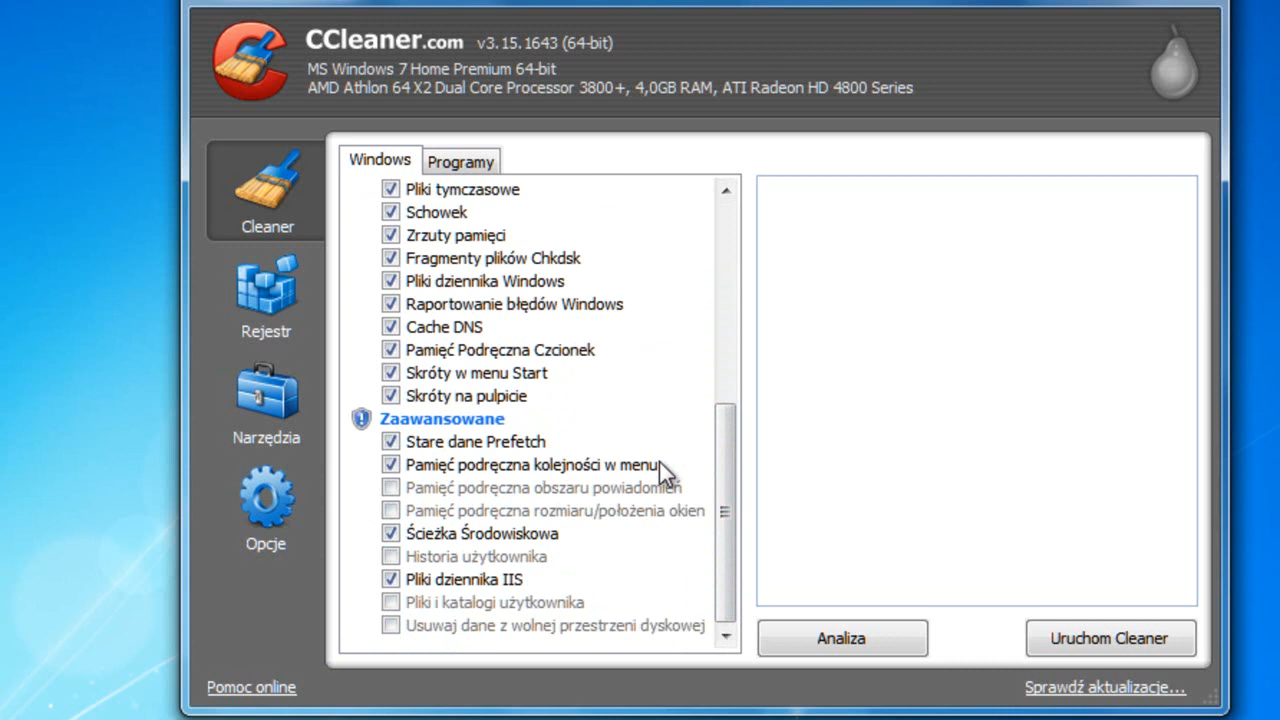 CCleaner.com v3.15.1643 (64-bit)
MS Windows 7 Home Premium 64-bit
AMD Athlon 64 X2 Dual Core Processor 3800+, 4,0GB RAM, ATI Radeon HD 4800 Series
Cleaner
Rejestr
Narzędzia
Opcje
Windows
Programy
Pliki tymczasowe
Schowek
Zrzuty pamięci
Fragmenty plików Chkdsk
Pliki dziennika Windows
Raportowanie błędów Windows
Cache DNS
Pamięć Podręczna Czcionek
Skróty w menu Start
Skróty na pulpicie
Zaawansowane
Stare dane Prefetch
Pamięć podręczna kolejności w menu
Pamięć podręczna obszaru powiadomień
Pamięć podręczna rozmiaru/położenia okien
Ścieżka Środowiskowa
Historia użytkownika
Pliki dziennika IIS
Pliki i katalogi użytkownika
Usuwaj dane z wolnej przestrzeni dyskowej
Analiza
Uruchom Cleaner
Pomoc online
Sprawdź aktualizacje...